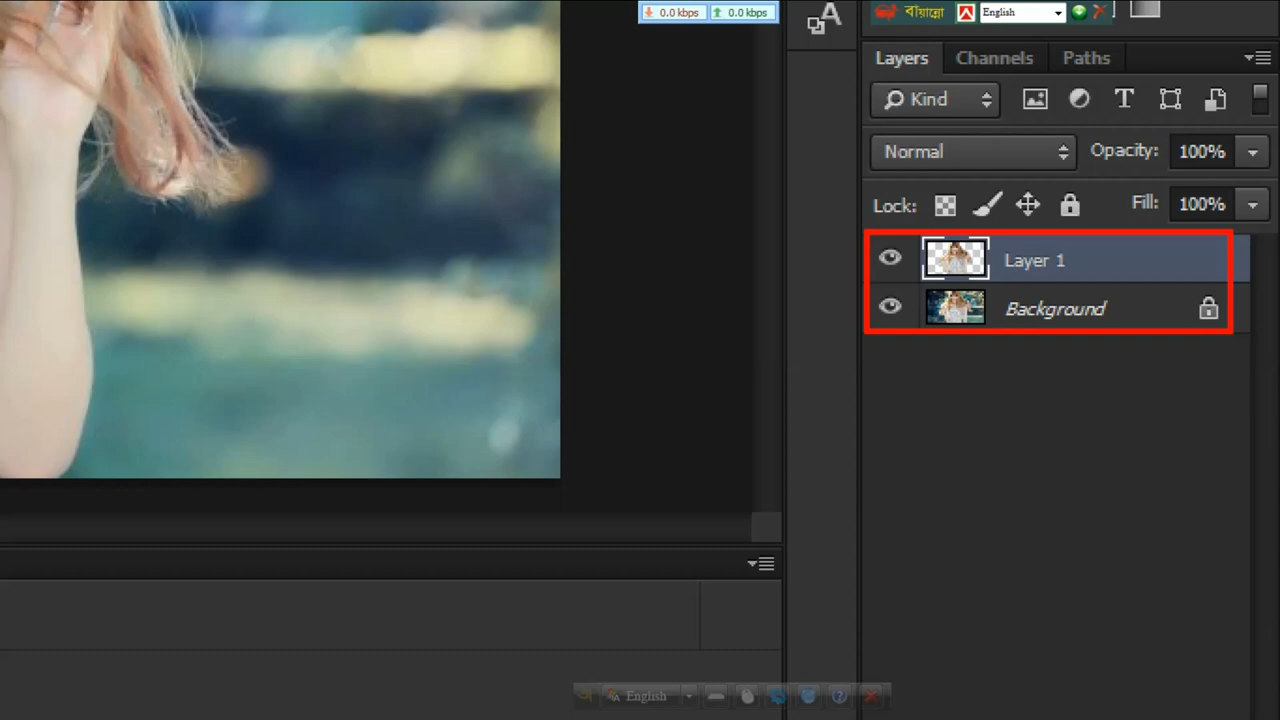 0.0 kbps 0.0 kbps
বায়ান্নো English
Layers Channels Paths
Kind T
Normal Opacity: 100%
Lock: Fill: 100%
Layer 1
Background
English